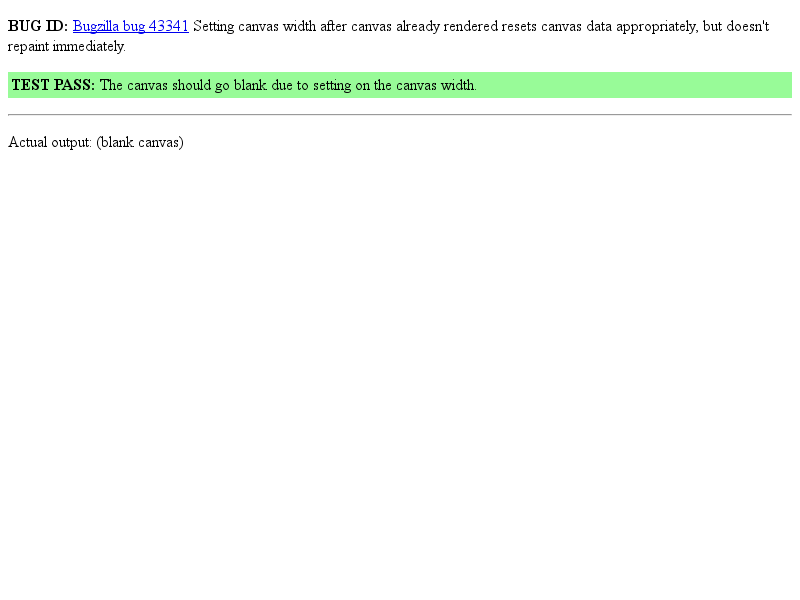 BUG ID: Bugzilla bug 43341 Setting canvas width after canvas already rendered resets canvas data appropriately, but doesn't
repaint immediately.
TEST PASS: The canvas should go blank due to setting on the canvas width.
Actual output: (blank canvas)